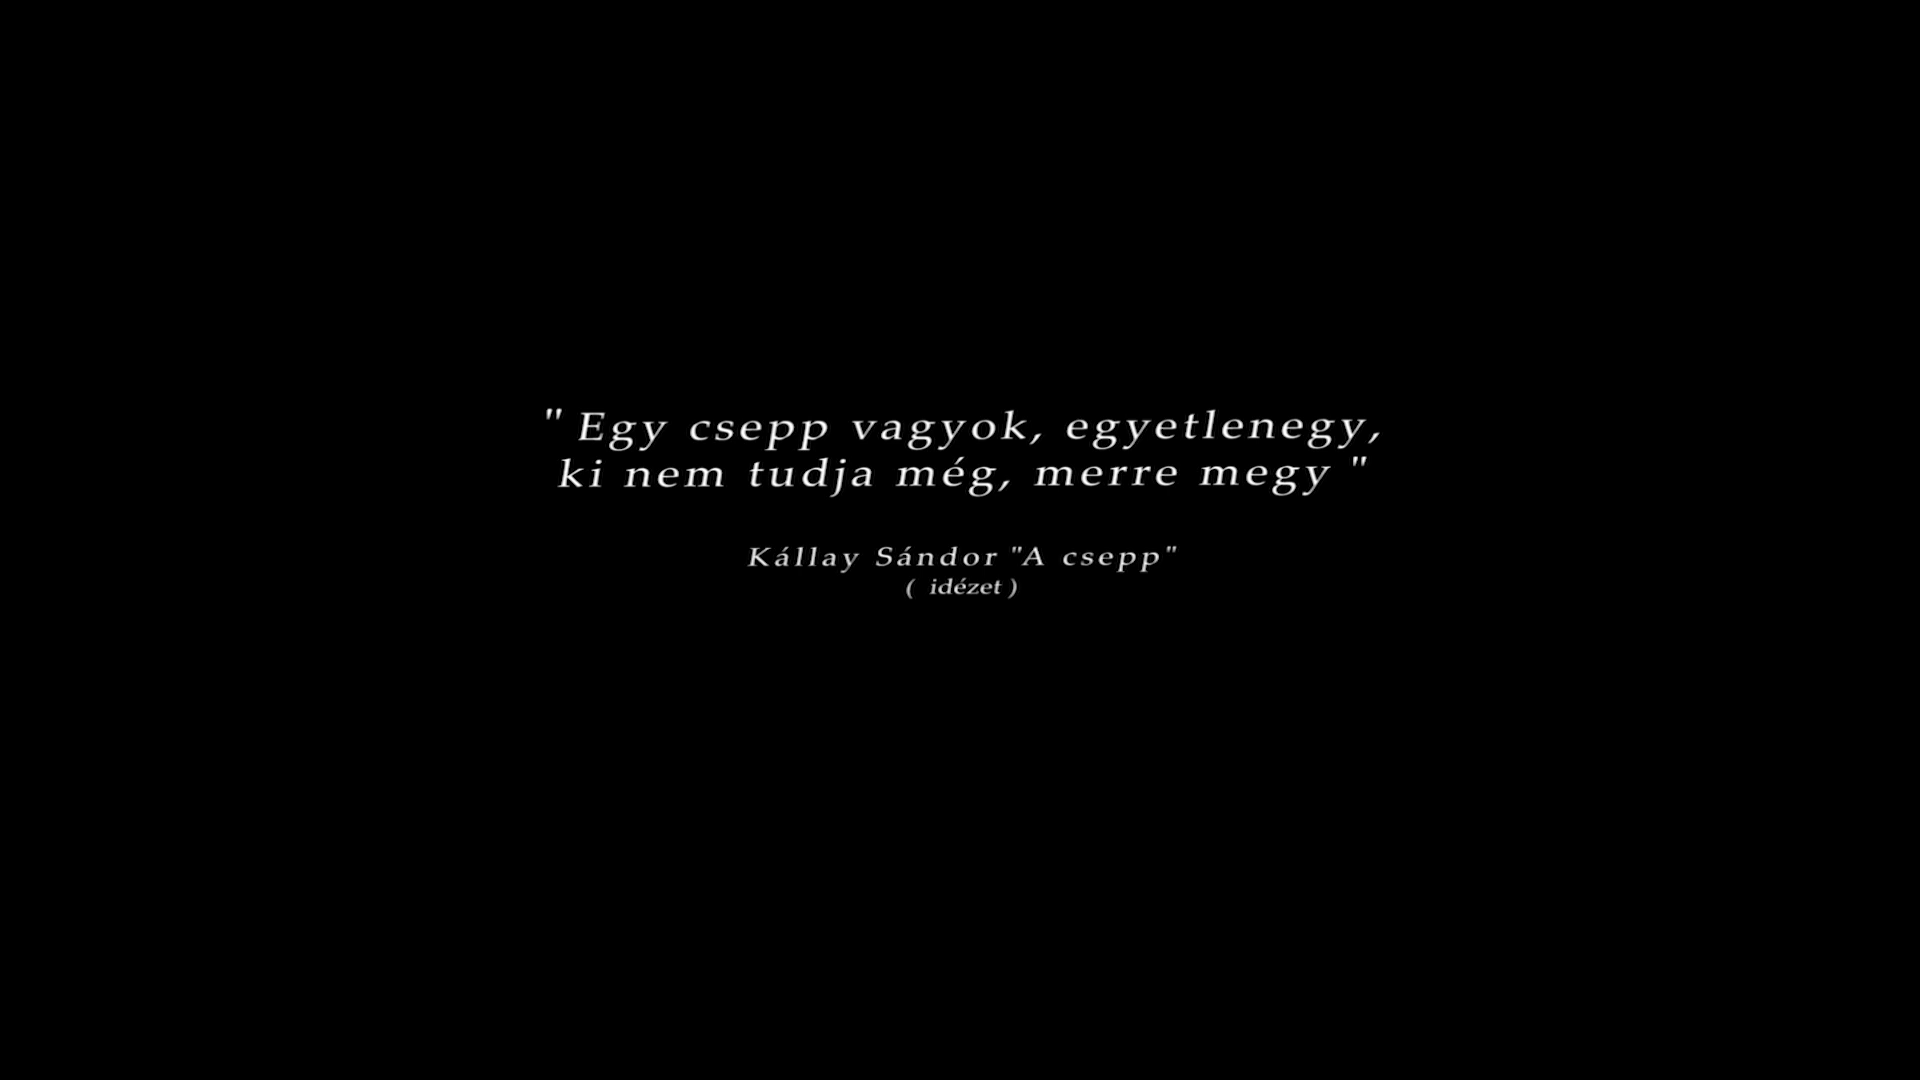 " Egy csepp vagyok, egyetlenegy,
ki nem tudja még, merre megy "
Kállay Sándor "A csepp"
( idézet )